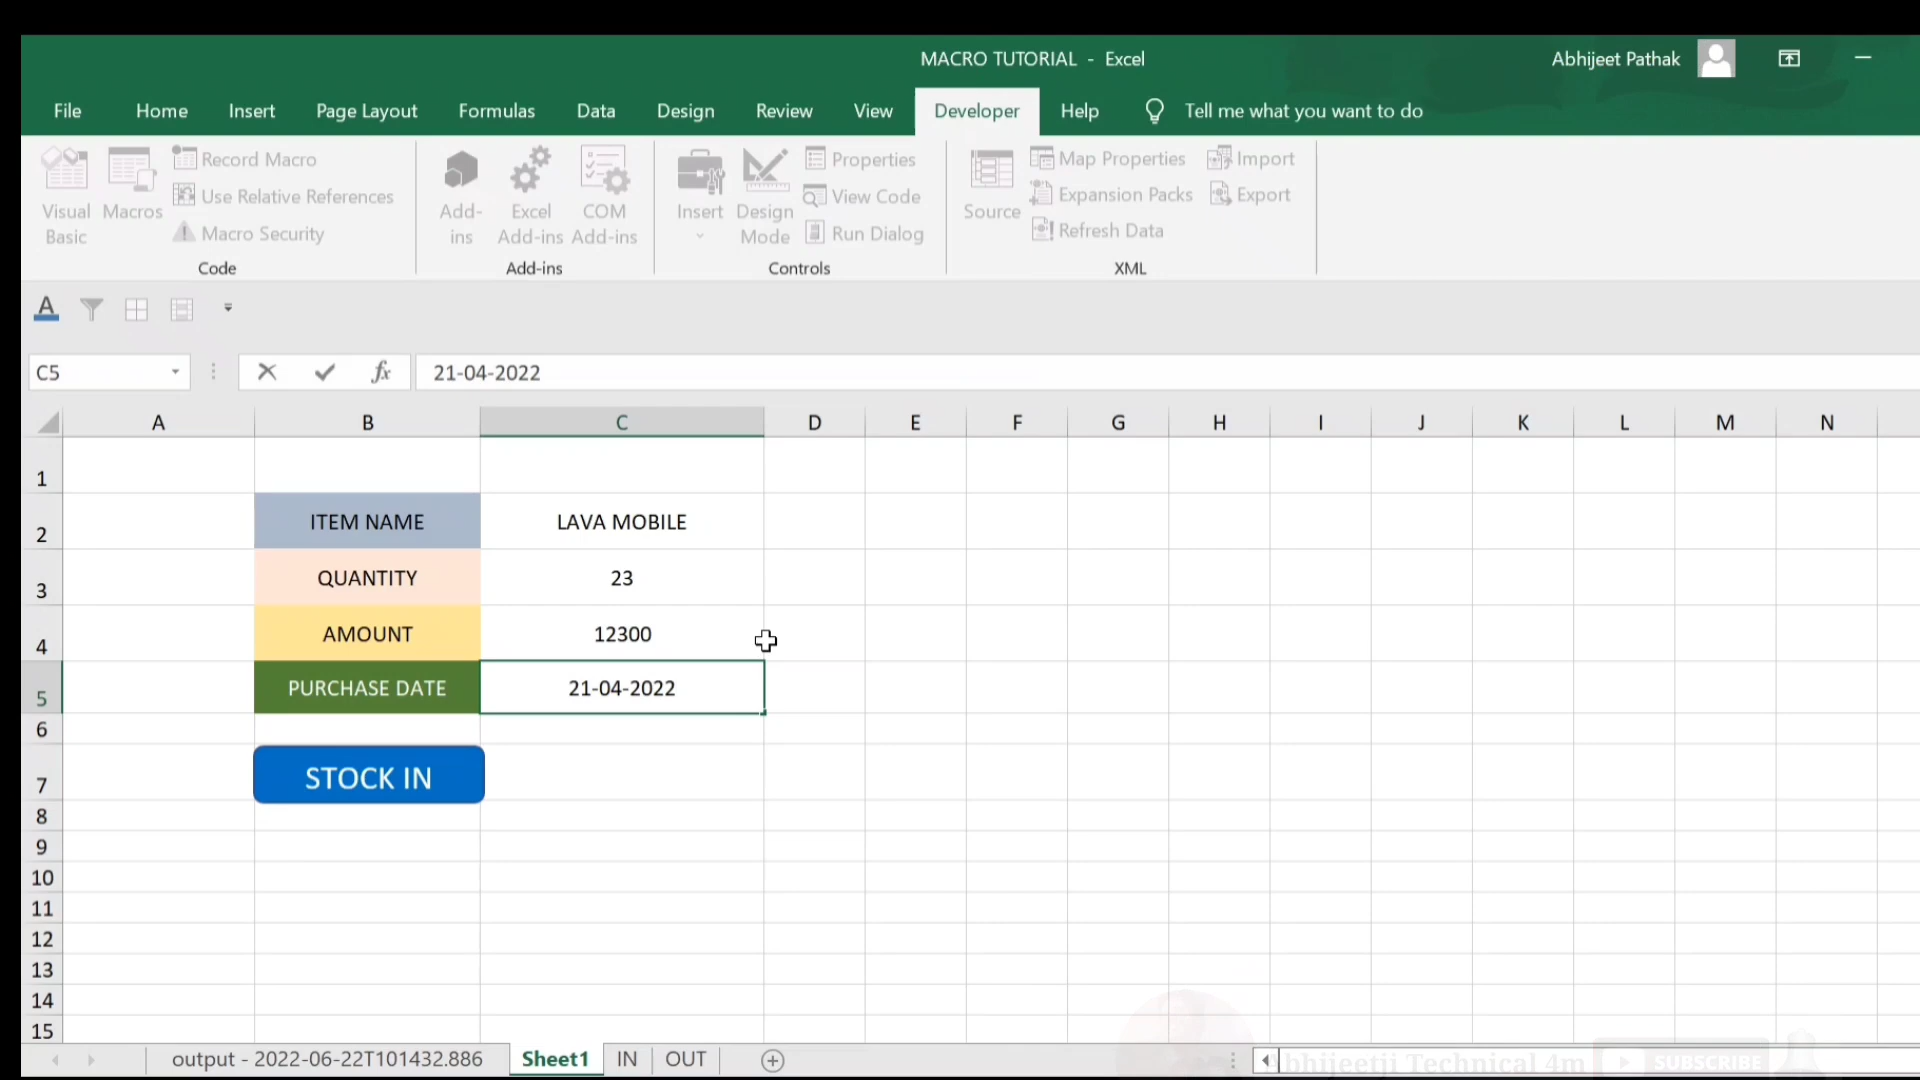 MACRO TUTORIAL - Excel
Abhijeet Pathak
File Home Insert Page Layout Formulas Data Design Review View Developer Help Tell me what you want to do
Visual Basic
Macros
Record Macro
Use Relative References
Macro Security
Code
Add-ins
Excel Add-ins
COM Add-ins
Add-ins
Insert
Design Mode
Properties
View Code
Run Dialog
Controls
Source
Map Properties
Expansion Packs
Refresh Data
Import
Export
XML
C5 fx 21-04-2022
A B C D E F G H I J K L M N
1
2 ITEM NAME LAVA MOBILE
3 QUANTITY 23
4 AMOUNT 12300
5 PURCHASE DATE 21-04-2022
6
7 STOCK IN
8
9
10
11
12
13
14
15
output - 2022-06-22T101432.886 Sheet1 IN OUT
bhijeetji Technical 4m SUBSCRIBE